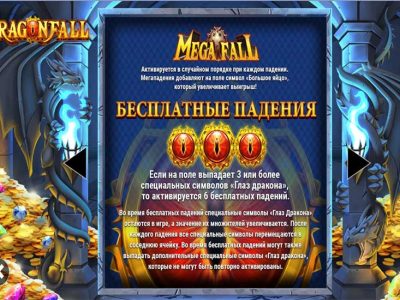 DRAGONFALL
MEGA FALL
Активируется в случайном порядке при каждом падении.
Мегападения добавляют на поле символ «Большое яйцо»,
который увеличивает выигрыш!
БЕСПЛАТНЫЕ ПАДЕНИЯ
Если на поле выпадает 3 или более
специальных символов «Глаз дракона»,
то активируется 6 бесплатных падений.
Во время бесплатных падений специальные символы «Глаз Дракона»
остаются в игре, а значение их множителей увеличивается. После
каждого падения все специальные символы перемещаются в
соседнюю ячейку. Во время бесплатных падений могут также
выпадать дополнительные специальные символы «Глаз дракона»,
которые не могут быть повторно активированы.